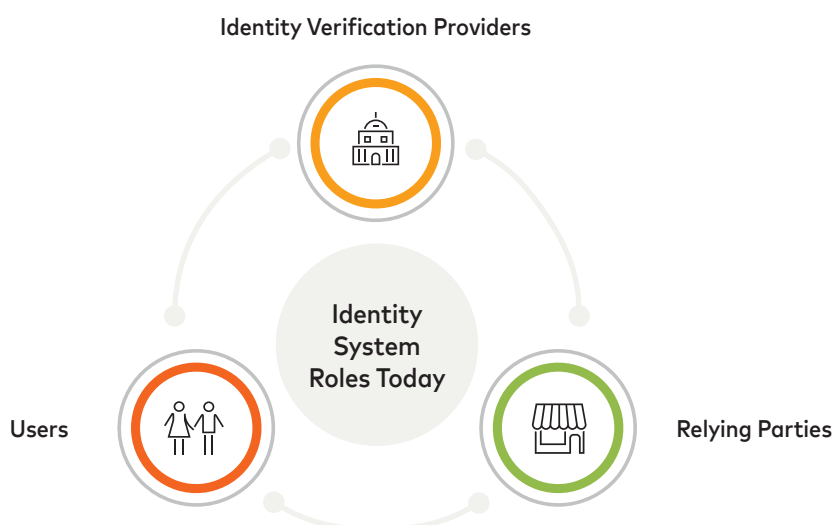 Identity Verification Providers
Identity
System
Roles Today
Users
Relying Parties